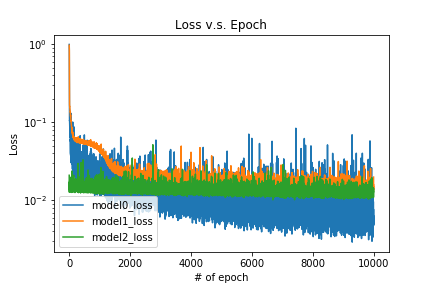 Loss v.s. Epoch
Loss
10⁰
10⁻¹
10⁻²
model0_loss
model1_loss
model2_loss
0 2000 4000 6000 8000 10000
# of epoch